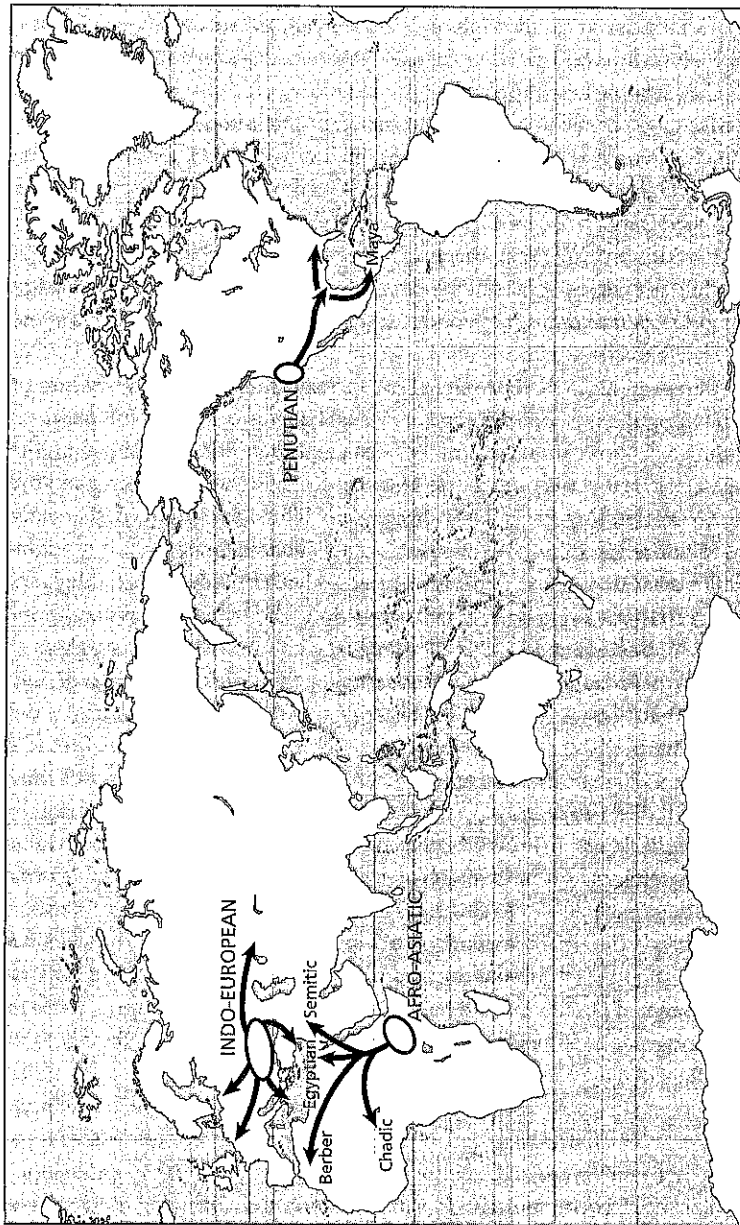 INDO-EUROPEAN
PENUTIAN
Maya
Berber
Egyptian
Semitic
Chadic
AFRO-ASIATIC